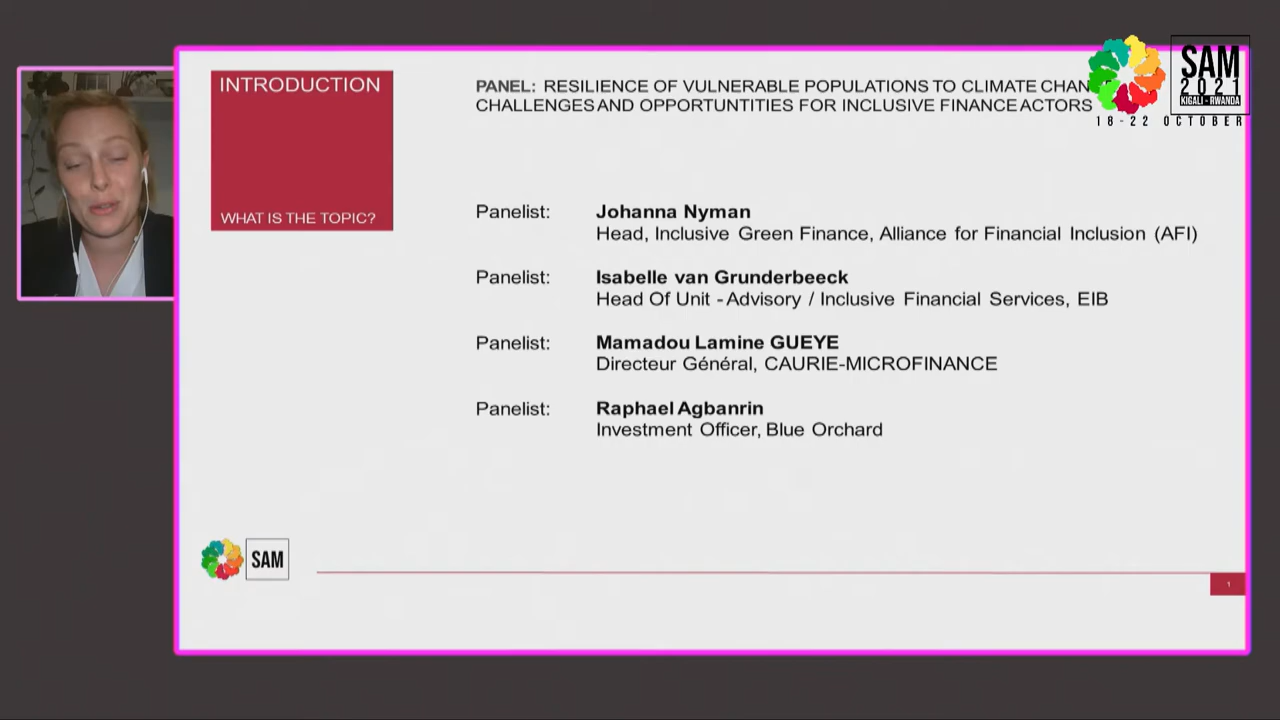 INTRODUCTION
WHAT IS THE TOPIC?
PANEL: RESILIENCE OF VULNERABLE POPULATIONS TO CLIMATE CHAN
CHALLENGES AND OPPORTUNTITIES FOR INCLUSIVE FINANCE ACTORS
SAM
2021
KIGALI - RWANDA
18-22 OCTOBER
Panelist: Johanna Nyman
Head, Inclusive Green Finance, Alliance for Financial Inclusion (AFI)
Panelist: Isabelle van Grunderbeeck
Head Of Unit - Advisory / Inclusive Financial Services, EIB
Panelist: Mamadou Lamine GUEYE
Directeur Général, CAURIE-MICROFINANCE
Panelist: Raphael Agbanrin
Investment Officer, Blue Orchard
SAM
1